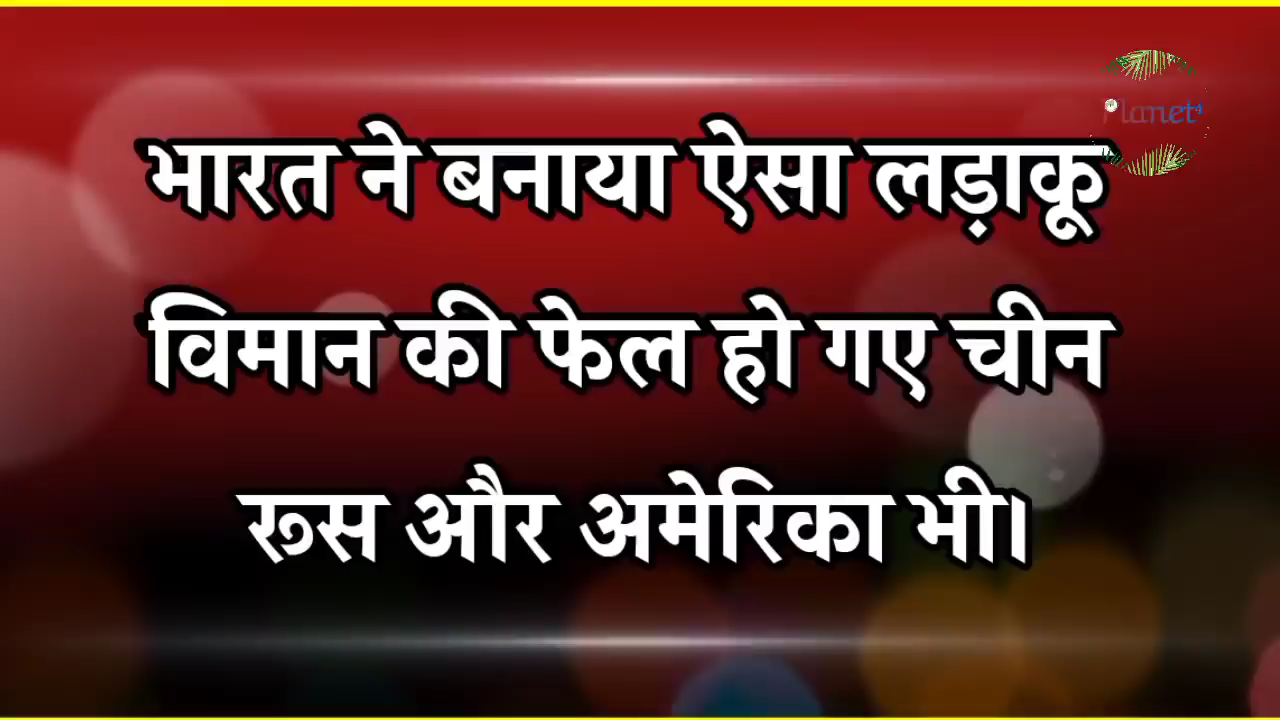 Planet
भारत ने बनाया ऐसा लड़ाकू
विमान की फेल हो गए चीन
रूस और अमेरिका भी।